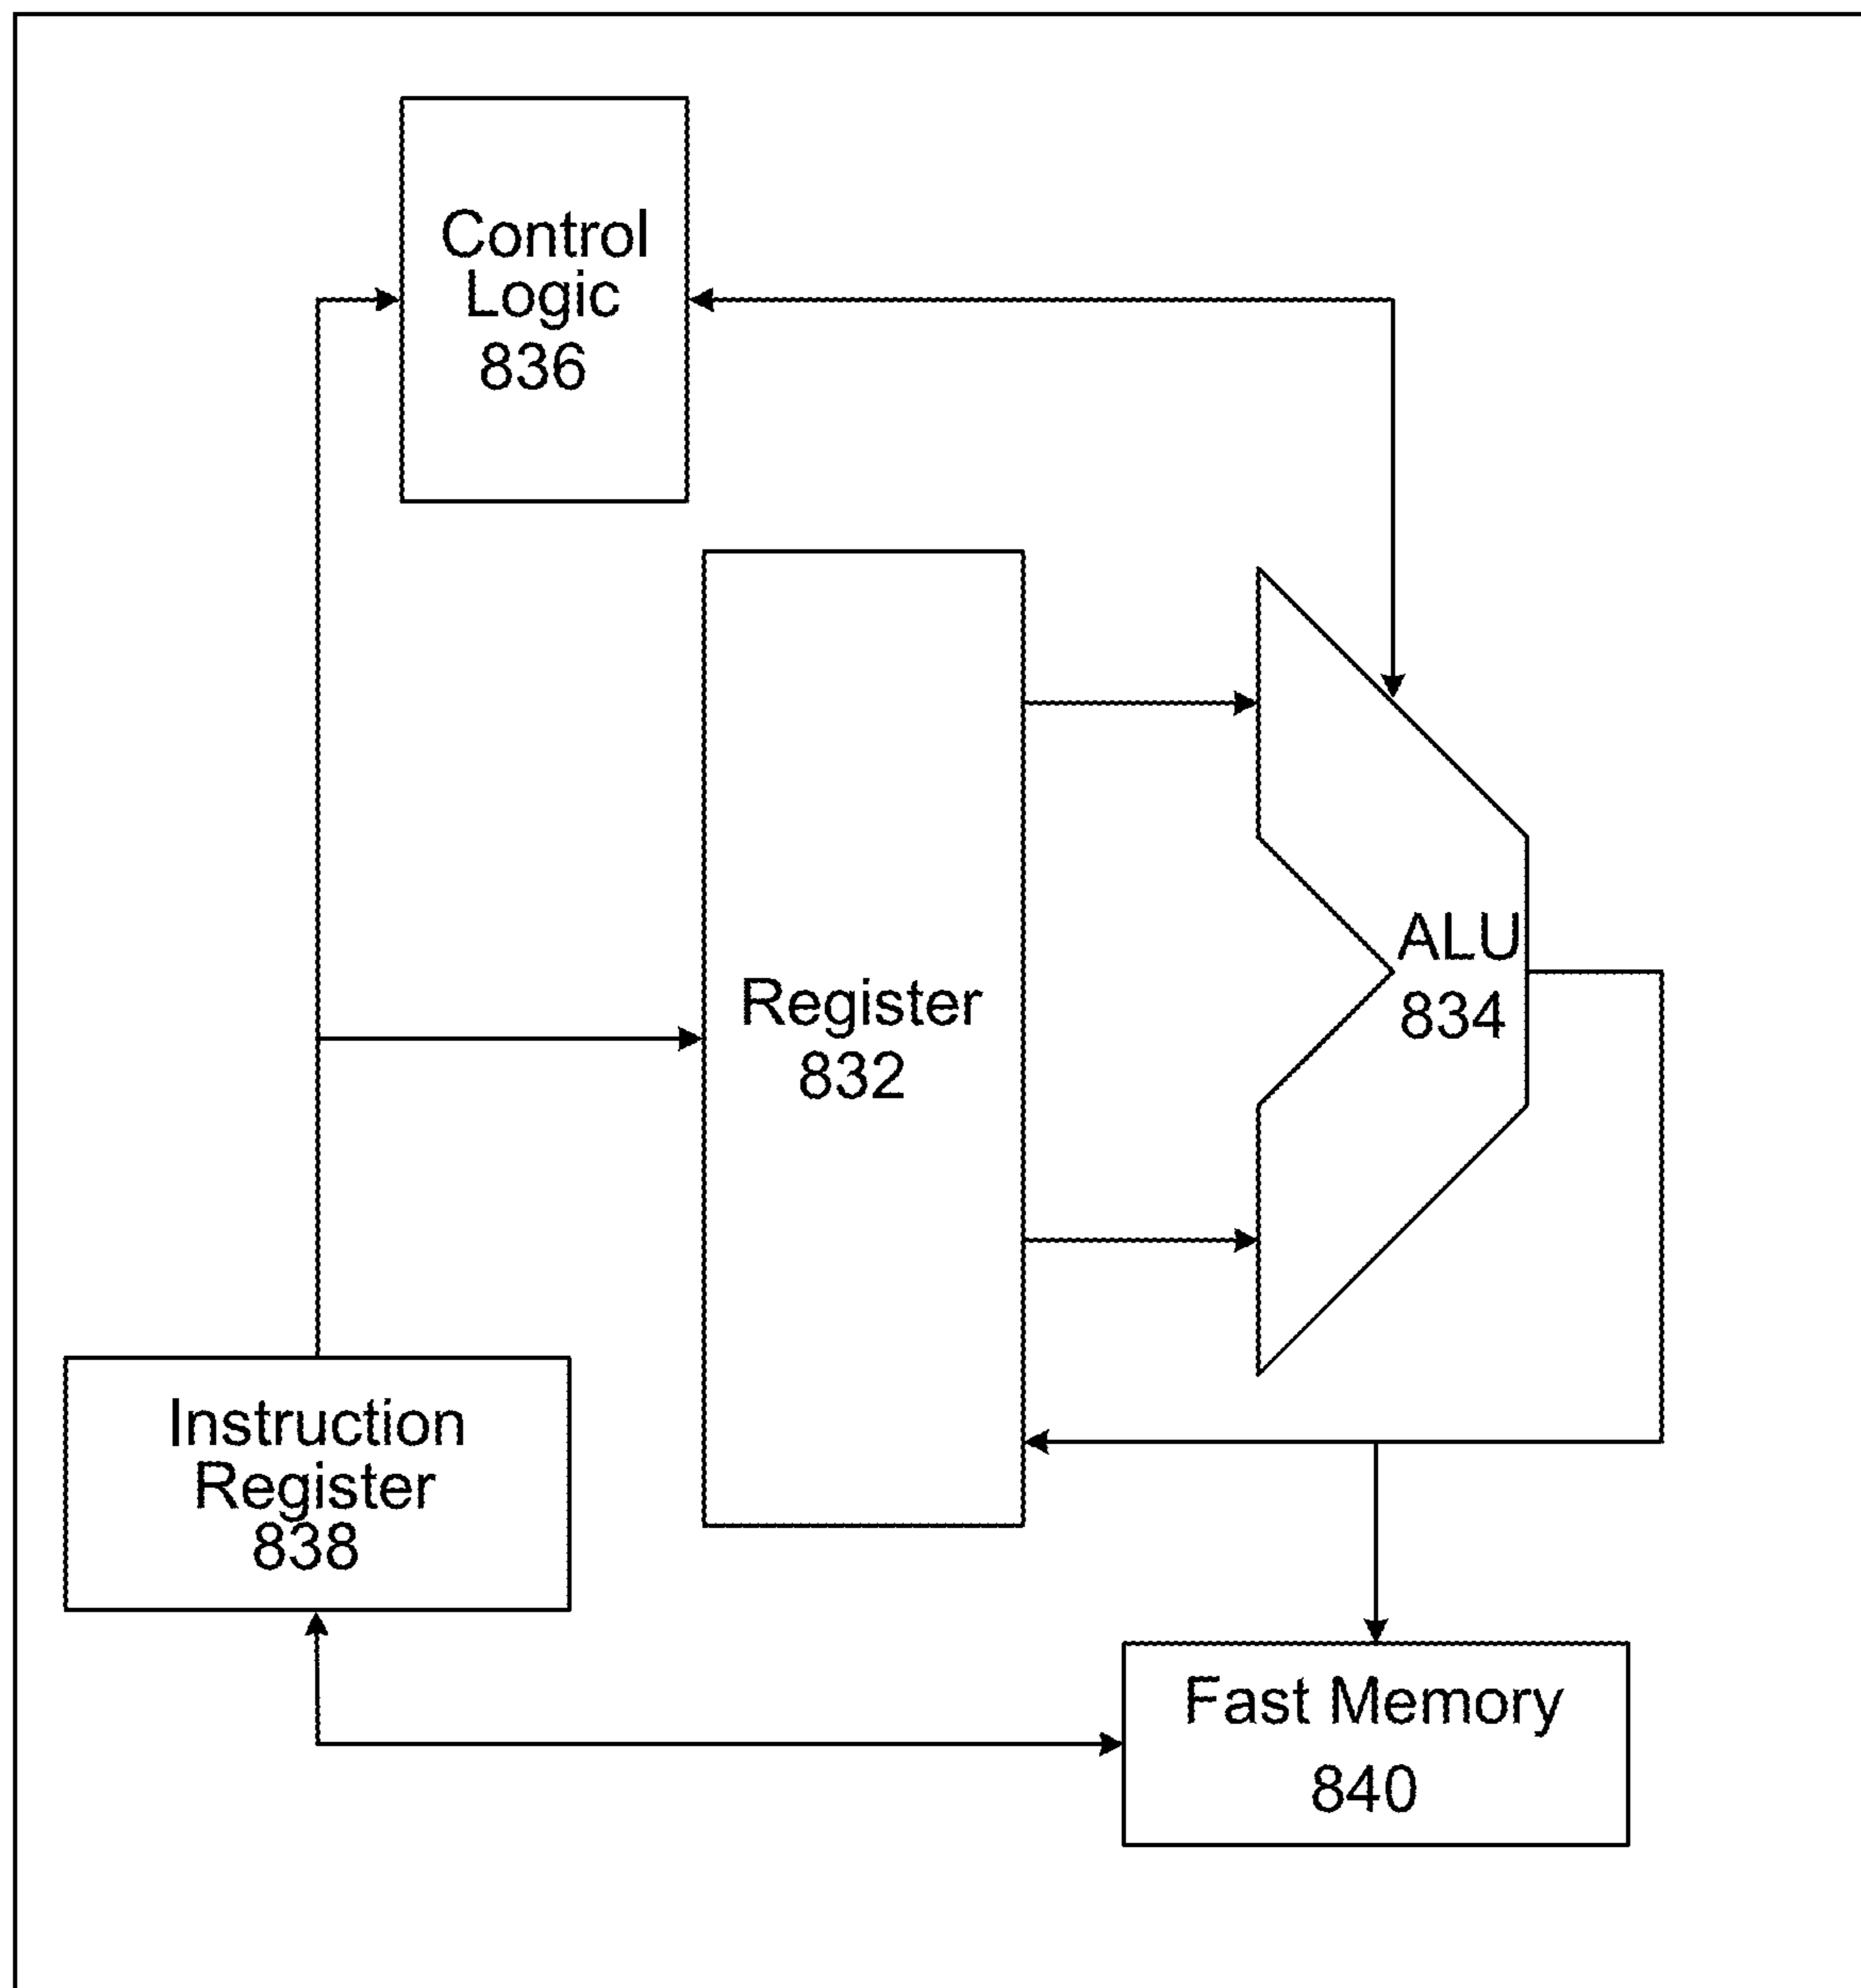 Control
Logic
836
Register
832
ALU
834
Instruction
Register
838
Fast Memory
840